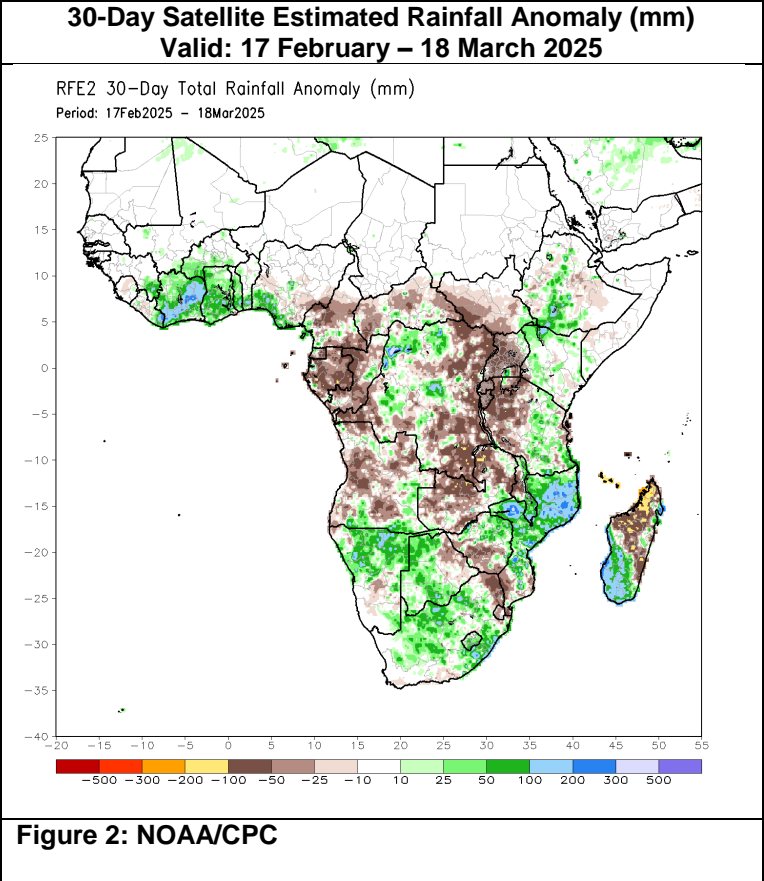 30-Day Satellite Estimated Rainfall Anomaly (mm)
Valid: 17 February – 18 March 2025
RFE2 30-Day Total Rainfall Anomaly (mm)
Period: 17Feb2025 - 18Mar2025
25
20
15
10
5
0
-5
-10
-15
-20
-25
-30
-35
-40
-20 -15 -10 -5 0 5 10 15 20 25 30 35 40 45 50 55
-500 -300 -200 -100 -50 -25 -10 10 25 50 100 200 300 500
Figure 2: NOAA/CPC